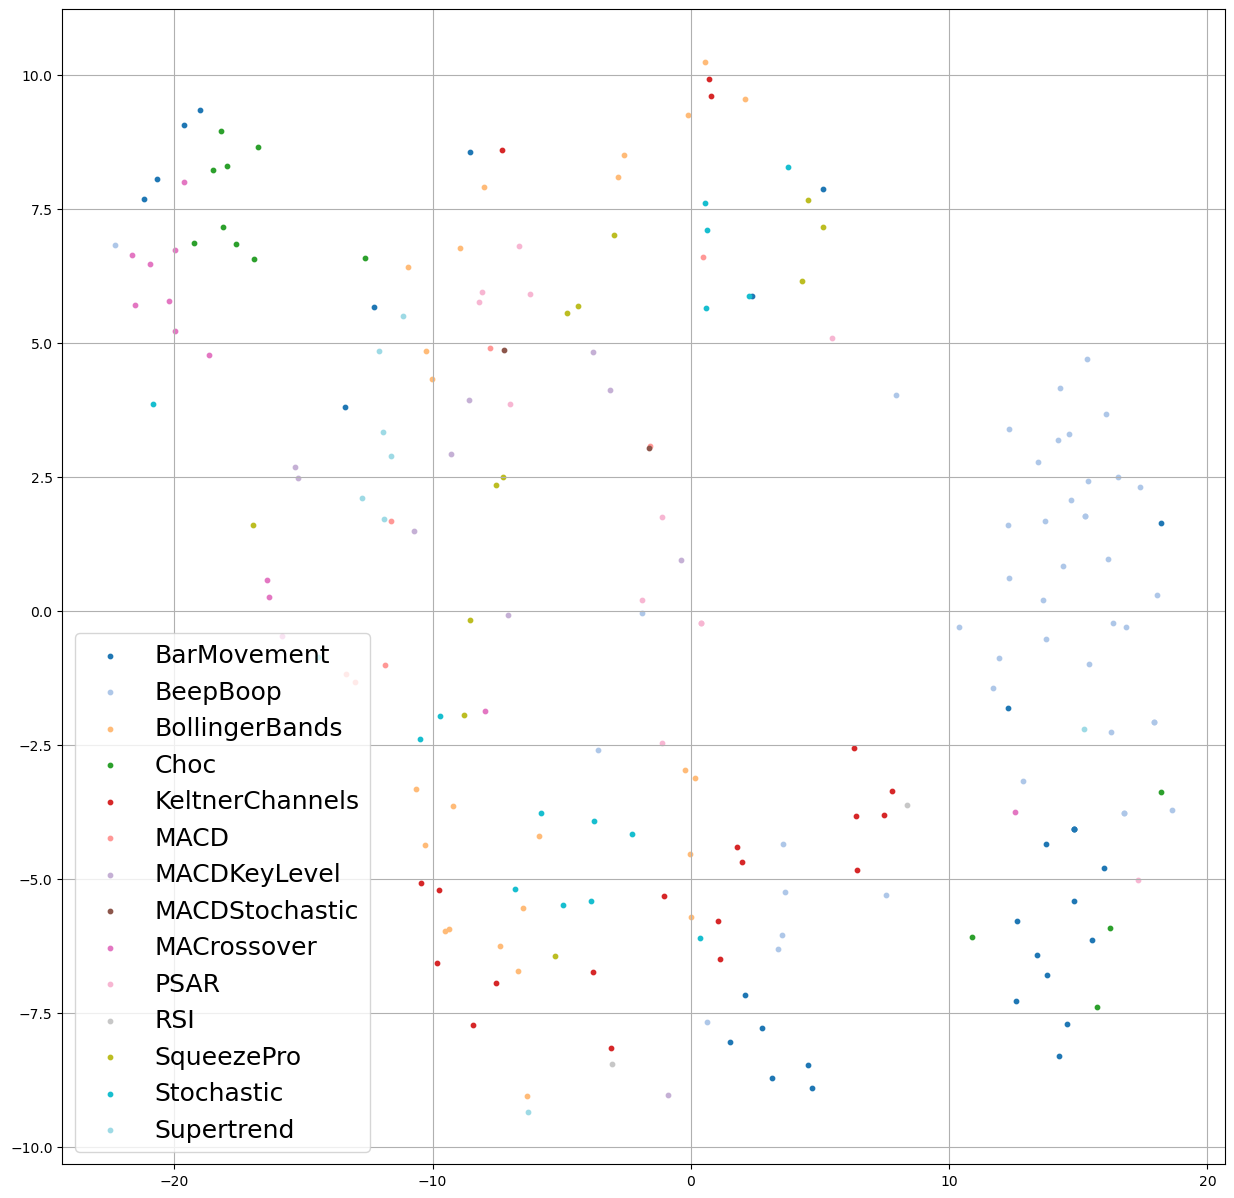 10.0
7.5
5.0
2.5
0.0
−2.5
−5.0
−7.5
−10.0
BarMovement
BeepBoop
BollingerBands
Choc
KeltnerChannels
MACD
MACDKeyLevel
MACDStochastic
MACrossover
PSAR
RSI
SqueezePro
Stochastic
Supertrend
−20
−10
0
10
20